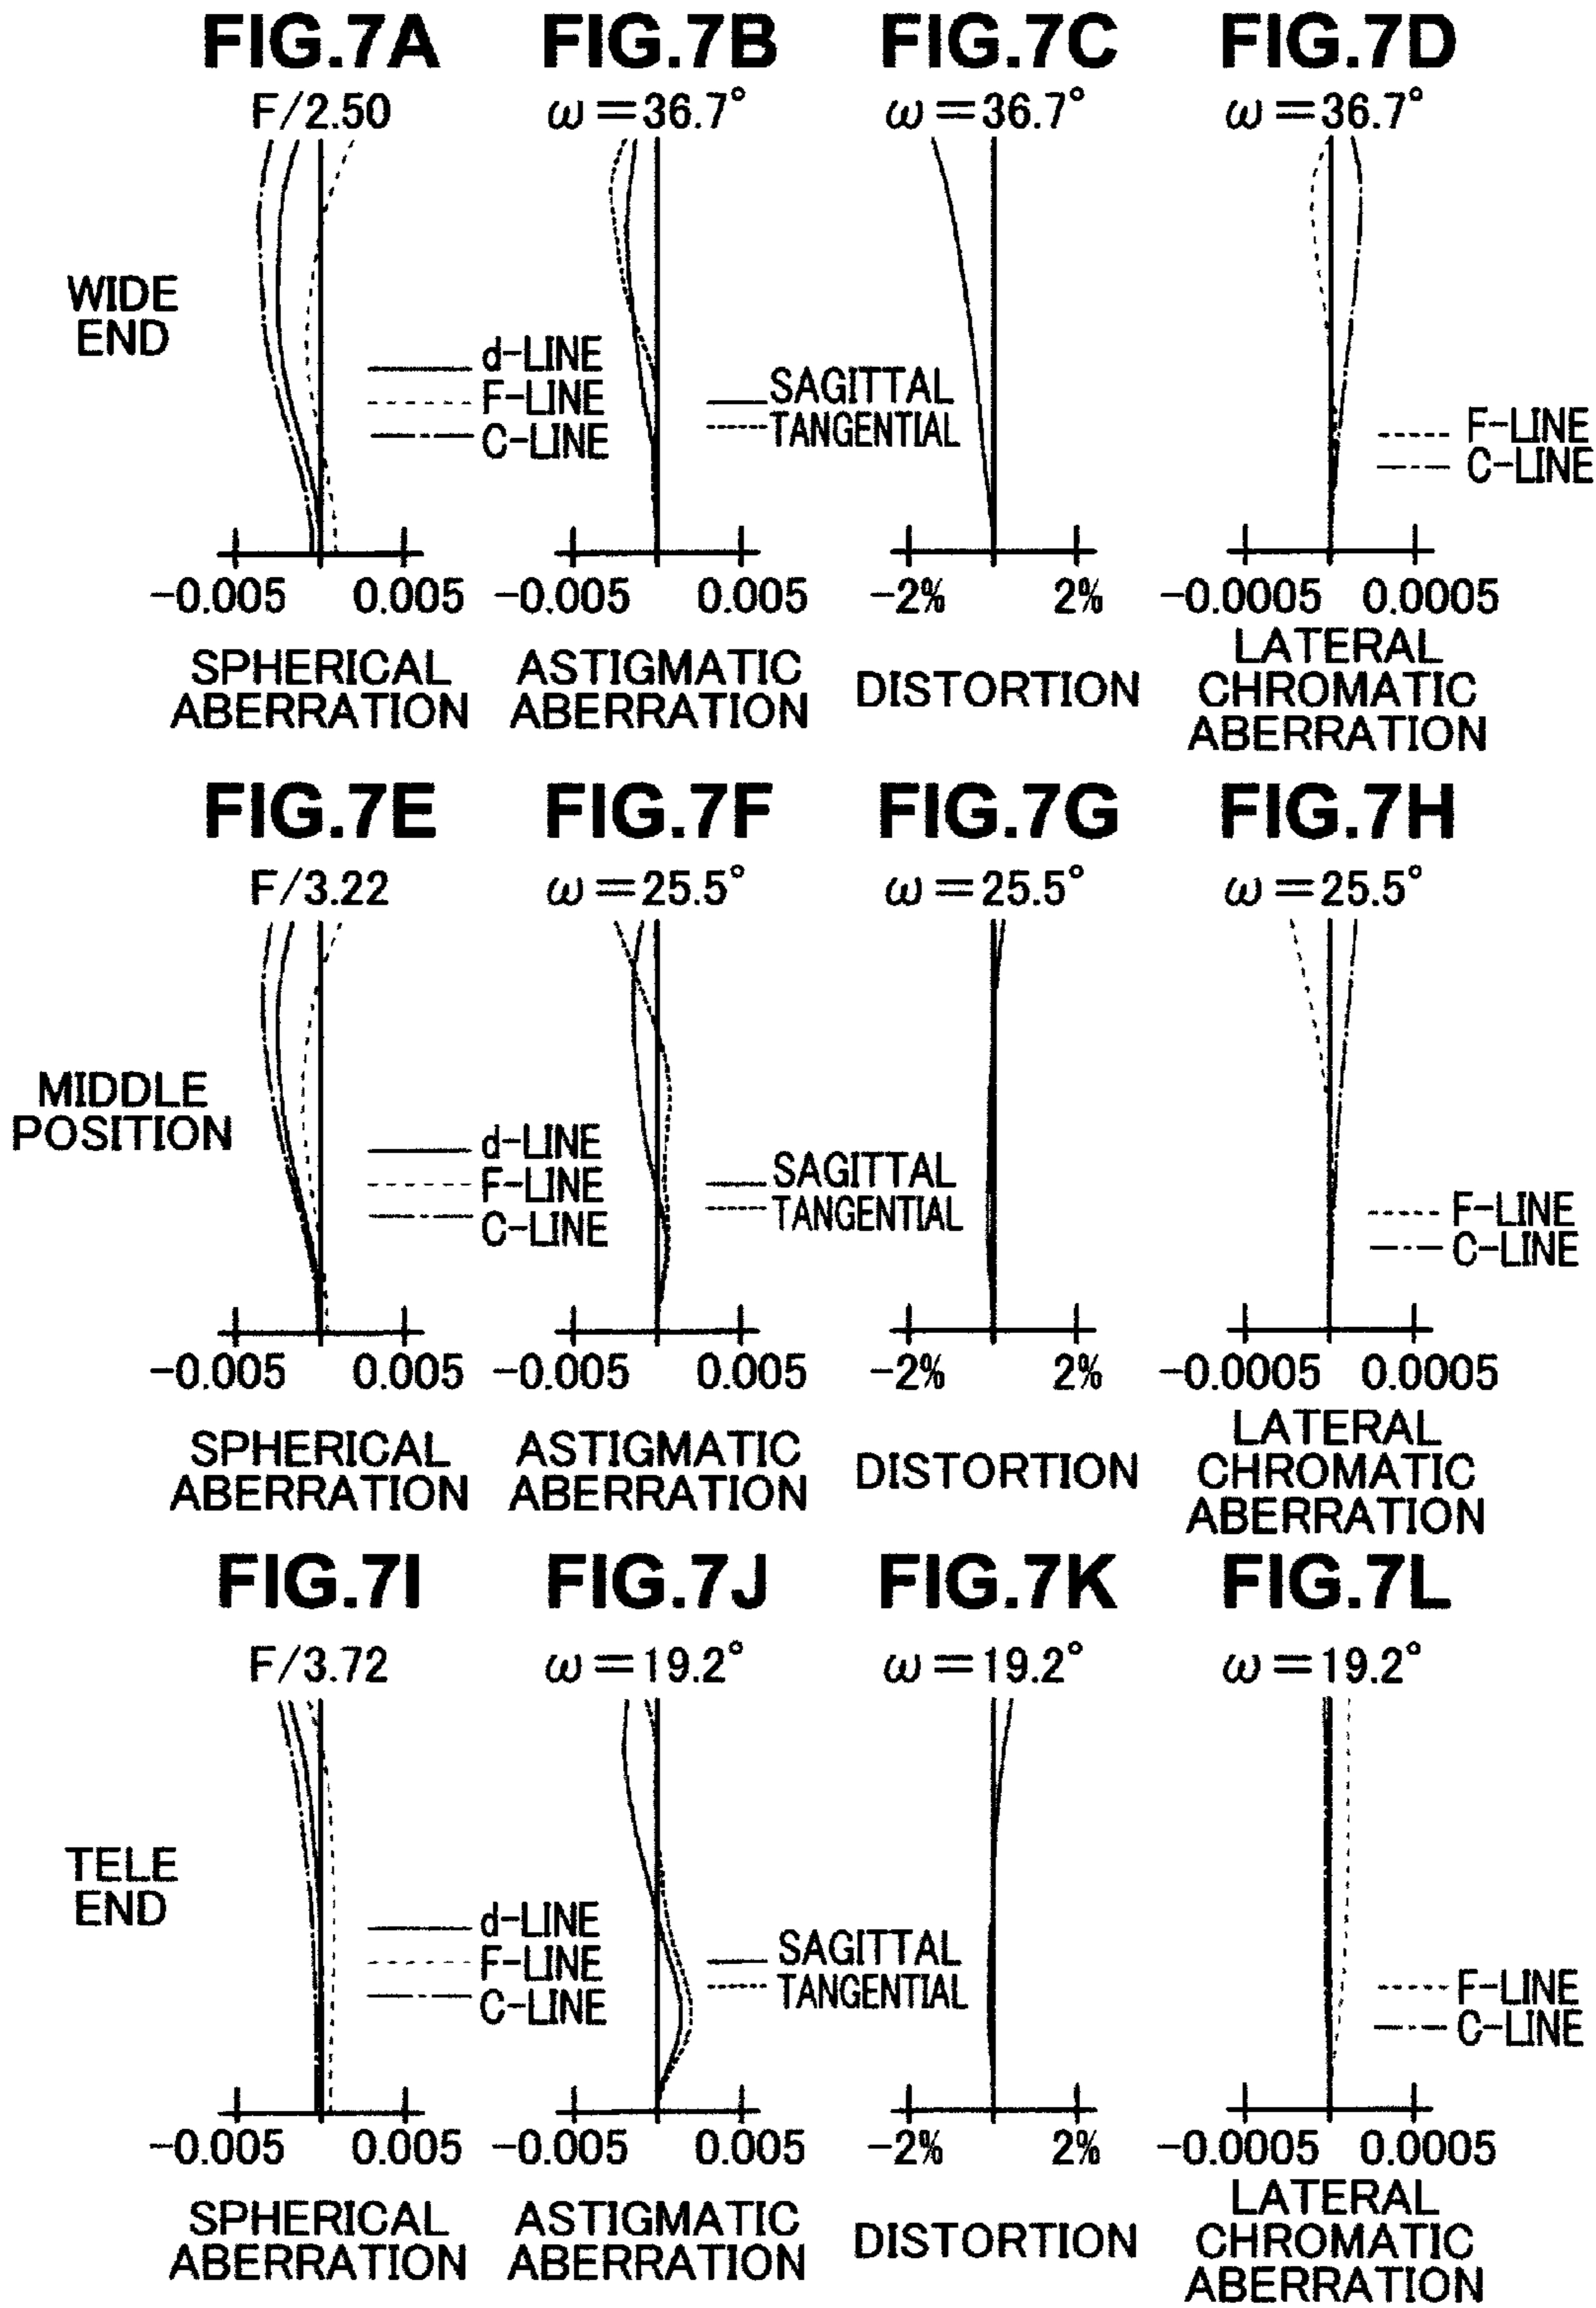 FIG.7A FIG.7B FIG.7C FIG.7D
F/2.50 ω=36.7° ω=36.7° ω=36.7°
WIDE
END
d-LINE
F-LINE
C-LINE
SAGITTAL
TANGENTIAL
F-LINE
C-LINE
-0.005 0.005 -0.005 0.005 -2% 2% -0.0005 0.0005
SPHERICAL
ABERRATION
ASTIGMATIC
ABERRATION
DISTORTION
LATERAL
CHROMATIC
ABERRATION
FIG.7E FIG.7F FIG.7G FIG.7H
F/3.22 ω=25.5° ω=25.5° ω=25.5°
MIDDLE
POSITION
d-LINE
F-LINE
C-LINE
SAGITTAL
TANGENTIAL
F-LINE
C-LINE
-0.005 0.005 -0.005 0.005 -2% 2% -0.0005 0.0005
SPHERICAL
ABERRATION
ASTIGMATIC
ABERRATION
DISTORTION
LATERAL
CHROMATIC
ABERRATION
FIG.7I FIG.7J FIG.7K FIG.7L
F/3.72 ω=19.2° ω=19.2° ω=19.2°
TELE
END
d-LINE
F-LINE
C-LINE
SAGITTAL
TANGENTIAL
F-LINE
C-LINE
-0.005 0.005 -0.005 0.005 -2% 2% -0.0005 0.0005
SPHERICAL
ABERRATION
ASTIGMATIC
ABERRATION
DISTORTION
LATERAL
CHROMATIC
ABERRATION